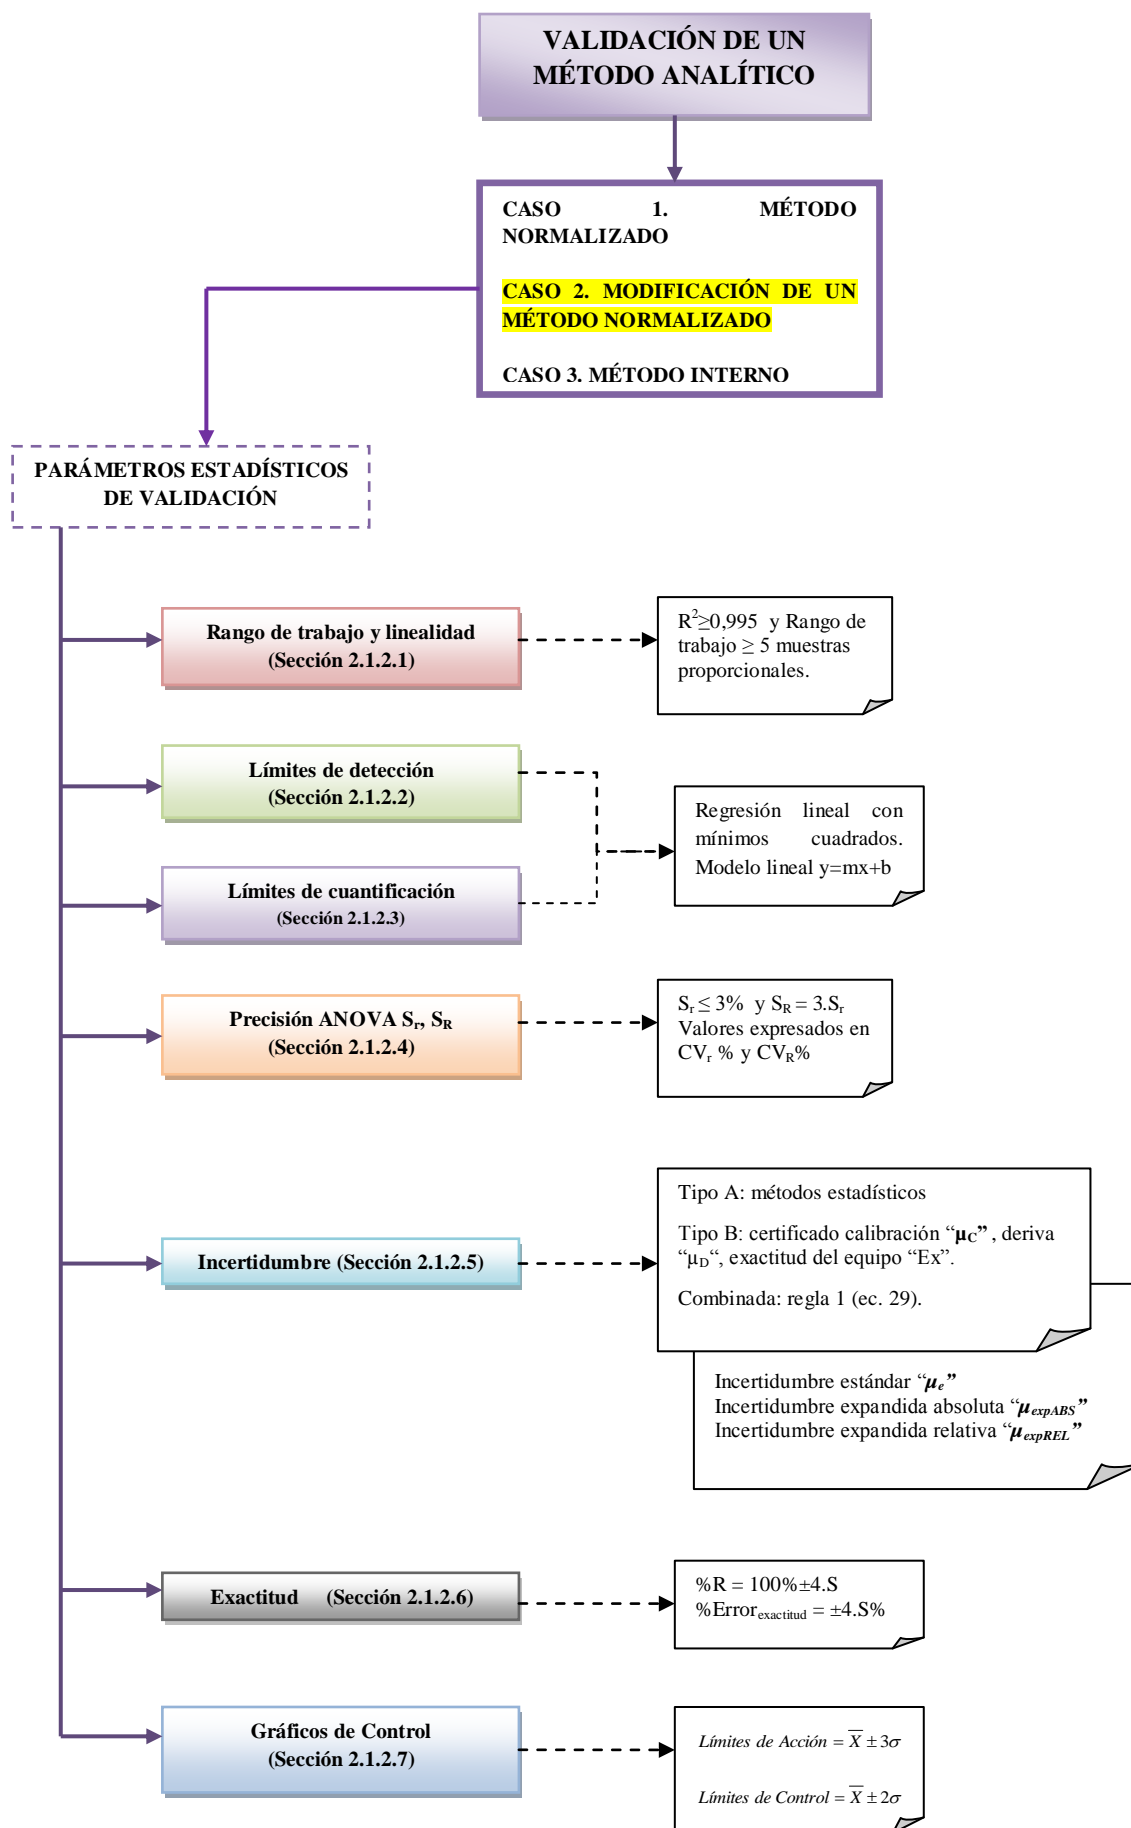 VALIDACIÓN DE UN
MÉTODO ANALÍTICO
CASO 1. MÉTODO
NORMALIZADO
CASO 2. MODIFICACIÓN DE UN
MÉTODO NORMALIZADO
CASO 3. MÉTODO INTERNO
PARÁMETROS ESTADÍSTICOS
DE VALIDACIÓN
Rango de trabajo y linealidad
(Sección 2.1.2.1)
R²≥0,995 y Rango de
trabajo ≥ 5 muestras
proporcionales.
Límites de detección
(Sección 2.1.2.2)
Regresión lineal con
mínimos cuadrados.
Modelo lineal y=mx+b
Límites de cuantificación
(Sección 2.1.2.3)
Precisión ANOVA Sr, SR
(Sección 2.1.2.4)
Sr ≤ 3% y SR = 3.Sr
Valores expresados en
CVr % y CVR%
Incertidumbre (Sección 2.1.2.5)
Tipo A: métodos estadísticos
Tipo B: certificado calibración “μC” , deriva
“μD“, exactitud del equipo “Ex”.
Combinada: regla 1 (ec. 29).
Incertidumbre estándar “μe”
Incertidumbre expandida absoluta “μexpABS”
Incertidumbre expandida relativa “μexpREL”
Exactitud (Sección 2.1.2.6)
%R = 100%±4.S
%Errorexactitud = ±4.S%
Gráficos de Control
(Sección 2.1.2.7)
Límites de Acción = X̅ ± 3σ
Límites de Control = X̅ ± 2σ